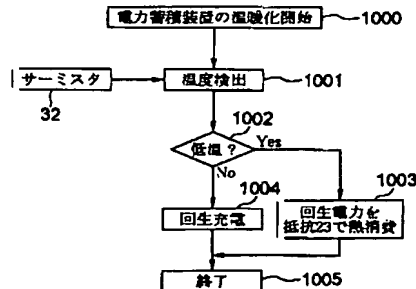 電力蓄積装置の温暖化開始
1000
サーミスタ
32
温度検出
1001
1002
低温?
Yes
No
1003
1004
回生充電
回生電力を
抵抗23で熱消費
終了
1005